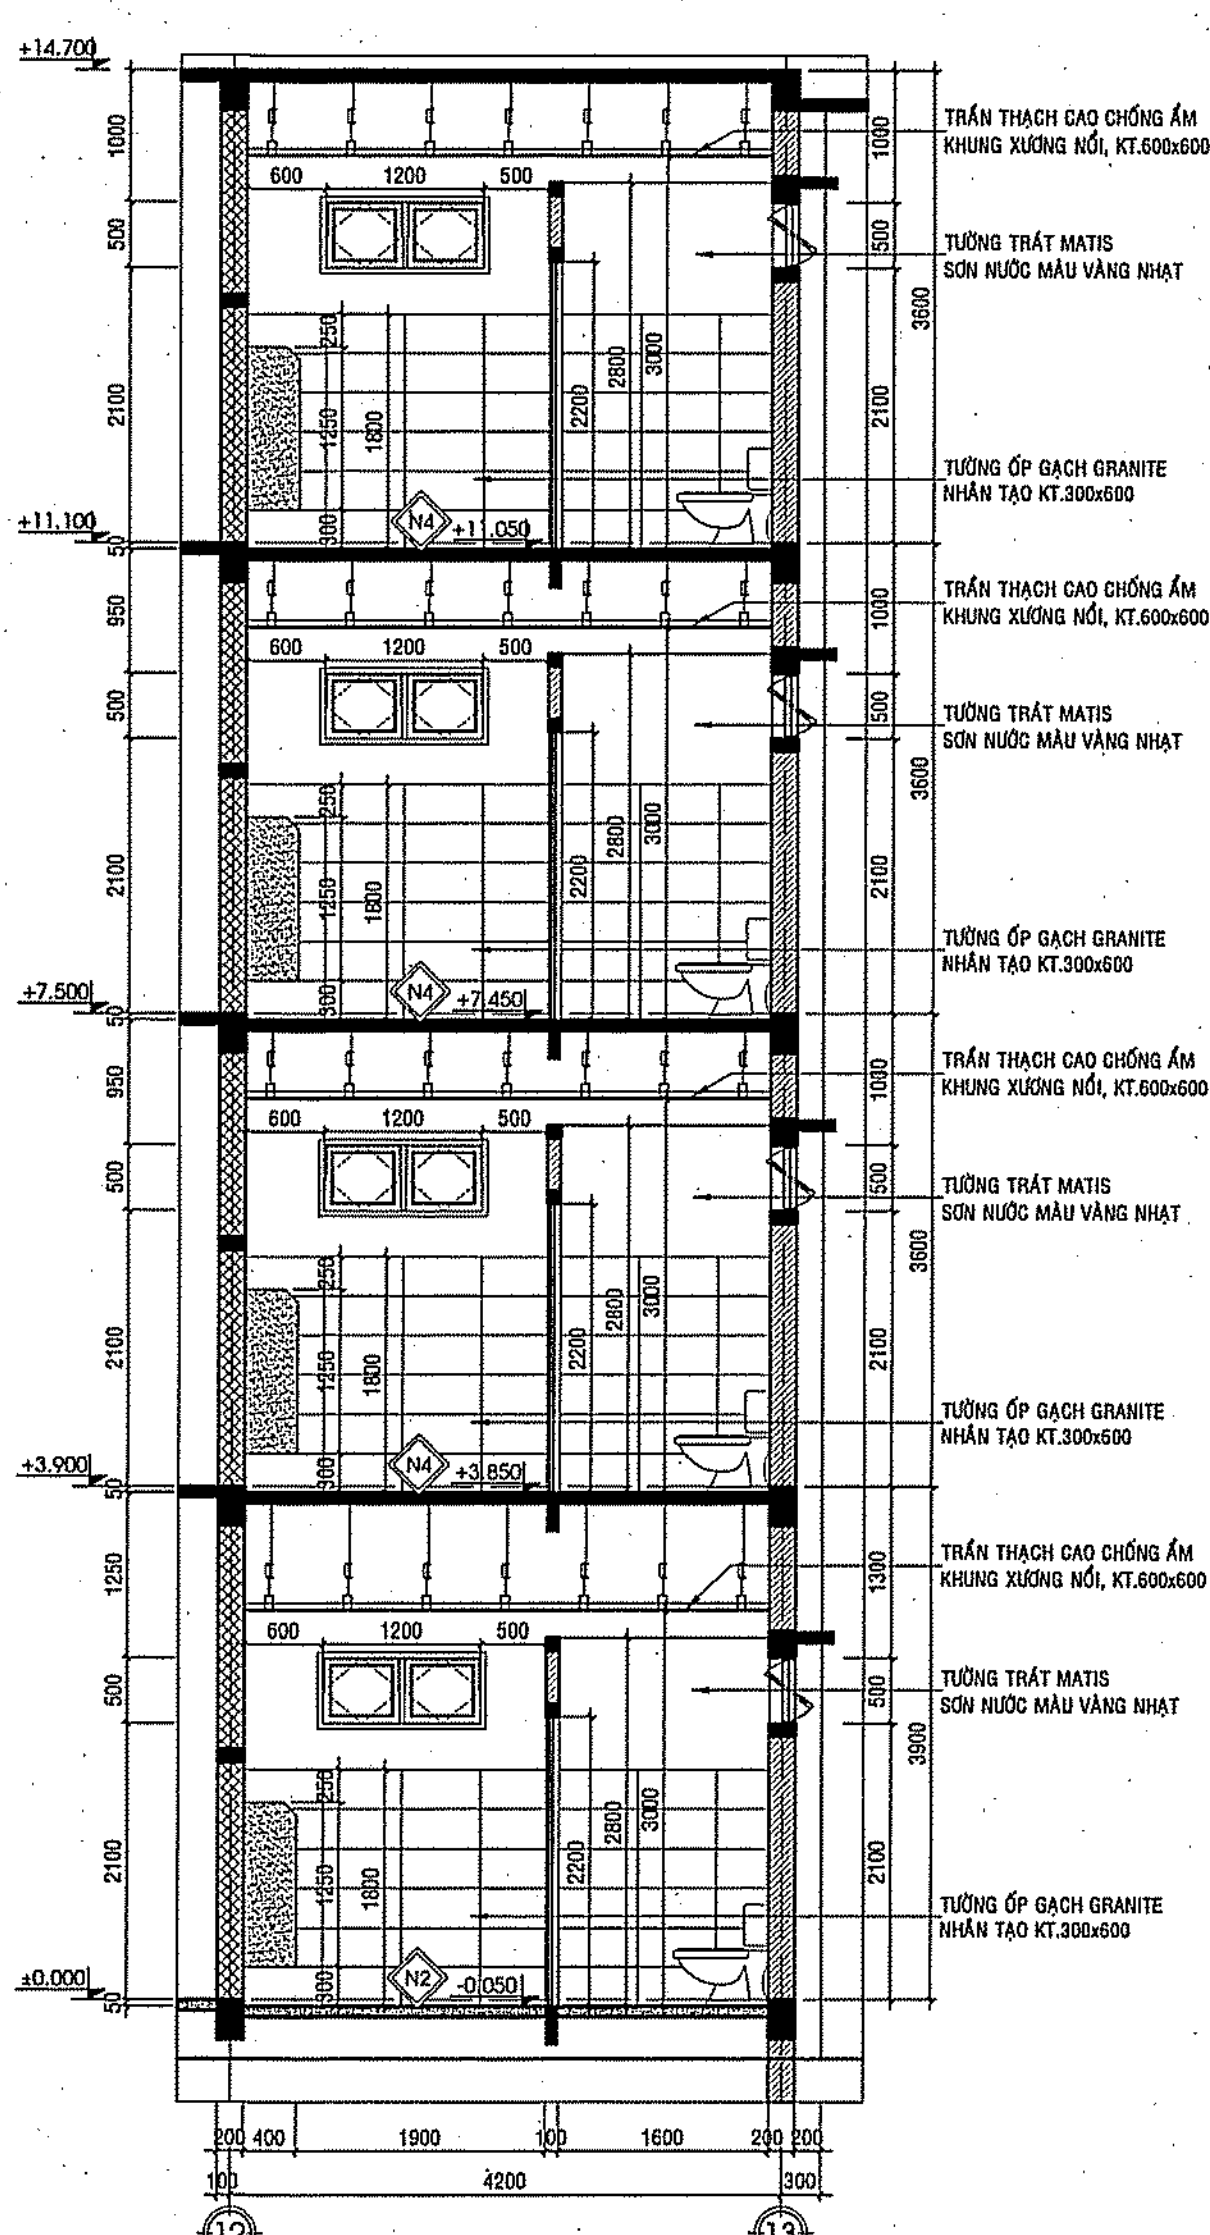 +14.700
1000
1000
TRẦN THẠCH CAO CHỐNG ẨM
KHUNG XƯƠNG NỔI, KT.600x600
600 1200 500
500
500
TƯỜNG TRÁT MATIS
SƠN NƯỚC MÀU VÀNG NHẠT
3600
250
2100
1250
1800
2200
2800
3000
2100
TƯỜNG ỐP GẠCH GRANITE
NHÂN TẠO KT.300x600
+11.100
50
300
N4
+11.050
950
1000
TRẦN THẠCH CAO CHỐNG ẨM
KHUNG XƯƠNG NỔI, KT.600x600
600 1200 500
500
500
TƯỜNG TRÁT MATIS
SƠN NƯỚC MÀU VÀNG NHẠT
3600
250
2100
1250
1800
2200
2800
3000
2100
TƯỜNG ỐP GẠCH GRANITE
NHÂN TẠO KT.300x600
+7.500
50
300
N4
+7.450
950
1000
TRẦN THẠCH CAO CHỐNG ẨM
KHUNG XƯƠNG NỔI, KT.600x600
600 1200 500
500
500
TƯỜNG TRÁT MATIS
SƠN NƯỚC MÀU VÀNG NHẠT
3600
250
2100
1250
1800
2200
2800
3000
2100
TƯỜNG ỐP GẠCH GRANITE
NHÂN TẠO KT.300x600
+3.900
50
300
N4
+3.850
1250
1300
TRẦN THẠCH CAO CHỐNG ẨM
KHUNG XƯƠNG NỔI, KT.600x600
600 1200 500
500
500
TƯỜNG TRÁT MATIS
SƠN NƯỚC MÀU VÀNG NHẠT
3900
250
2100
1250
1800
2200
2800
3000
2100
TƯỜNG ỐP GẠCH GRANITE
NHÂN TẠO KT.300x600
±0.000
50
300
N2
-0.050
200 400 1900 100 1600 200 200
100 4200 300
12 13